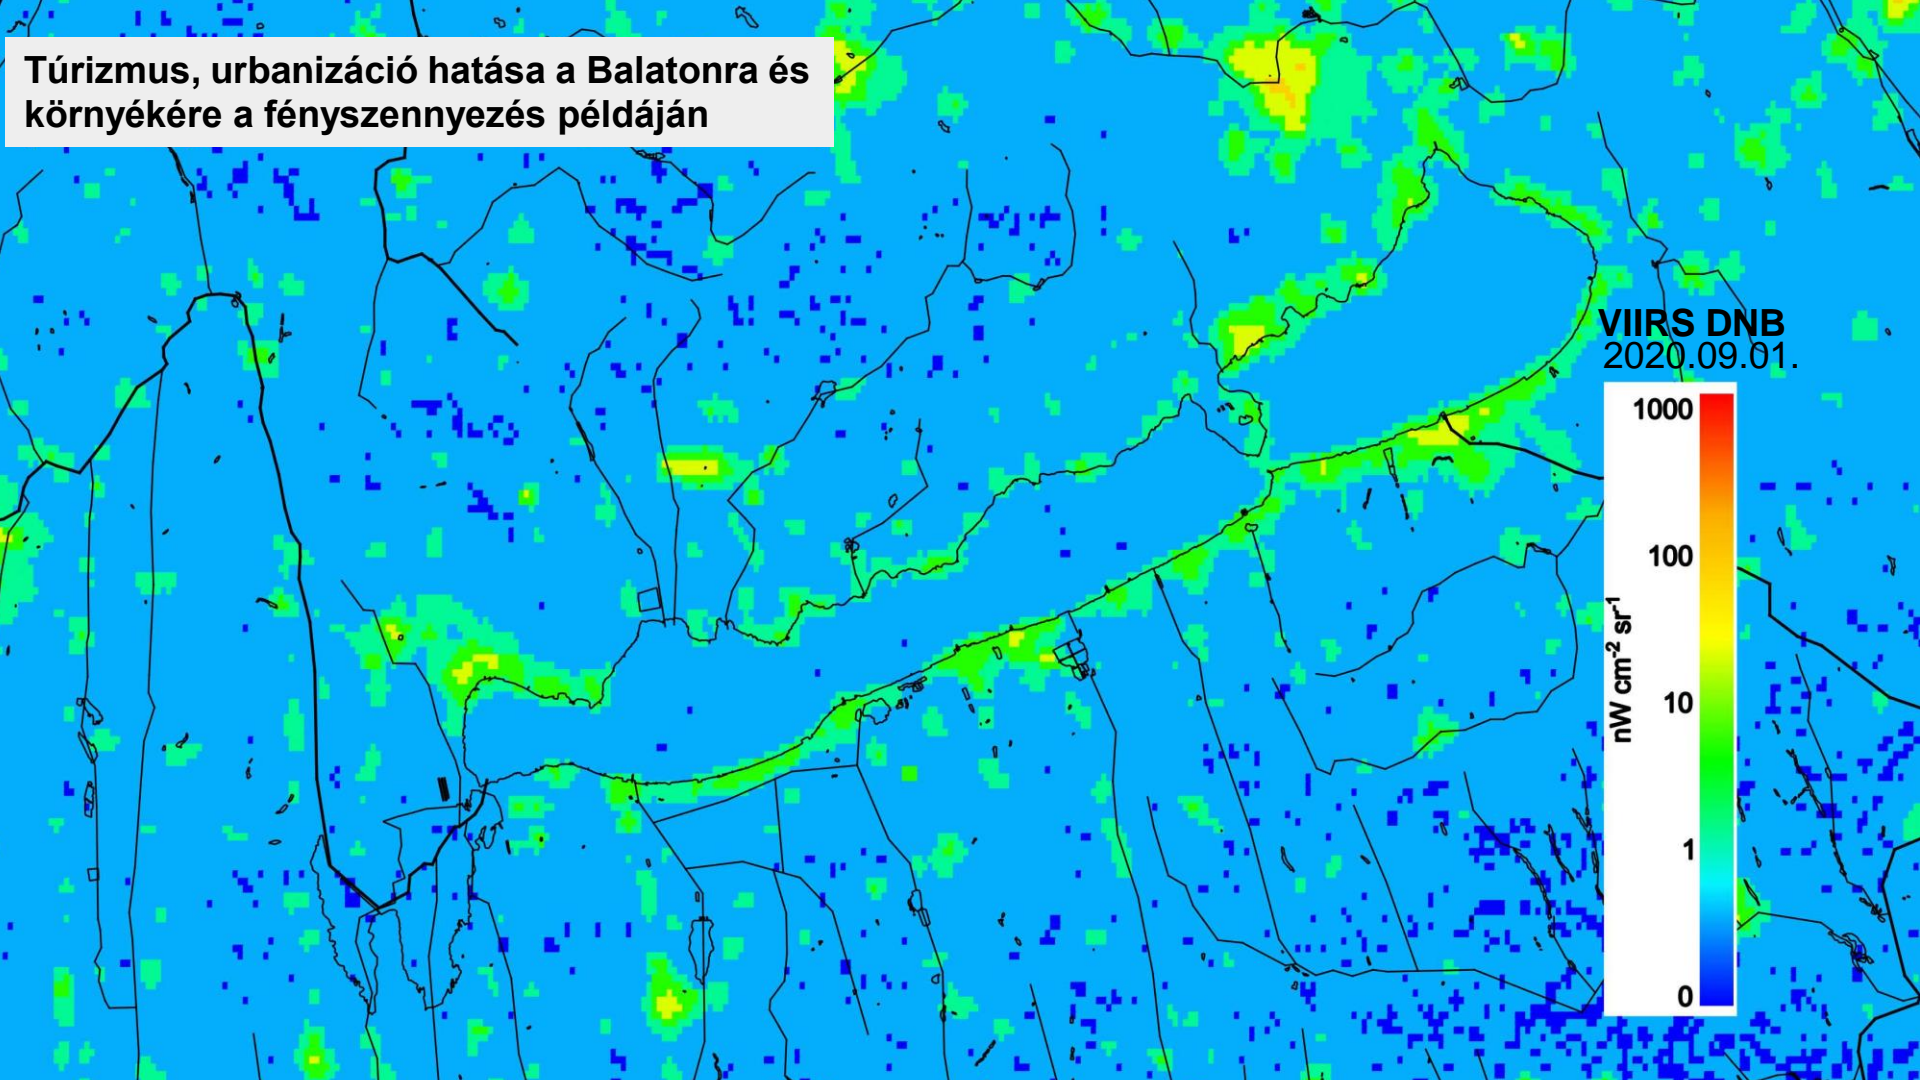 Túrizmus, urbanizáció hatása a Balatonra és
környékére a fényszennyezés példáján
VIIRS DNB
2020.09.01.
1000
100
10
1
0
nW cm⁻² sr⁻¹